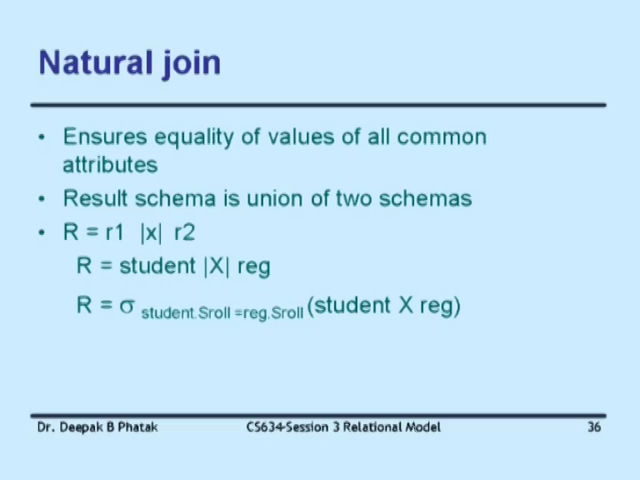 Natural join
• Ensures equality of values of all common
attributes
• Result schema is union of two schemas
• R = r1 |x| r2
R = student |X| reg
R = σ student.Sroll =reg.Sroll (student X reg)
Dr. Deepak B Phatak CS634-Session 3 Relational Model 36